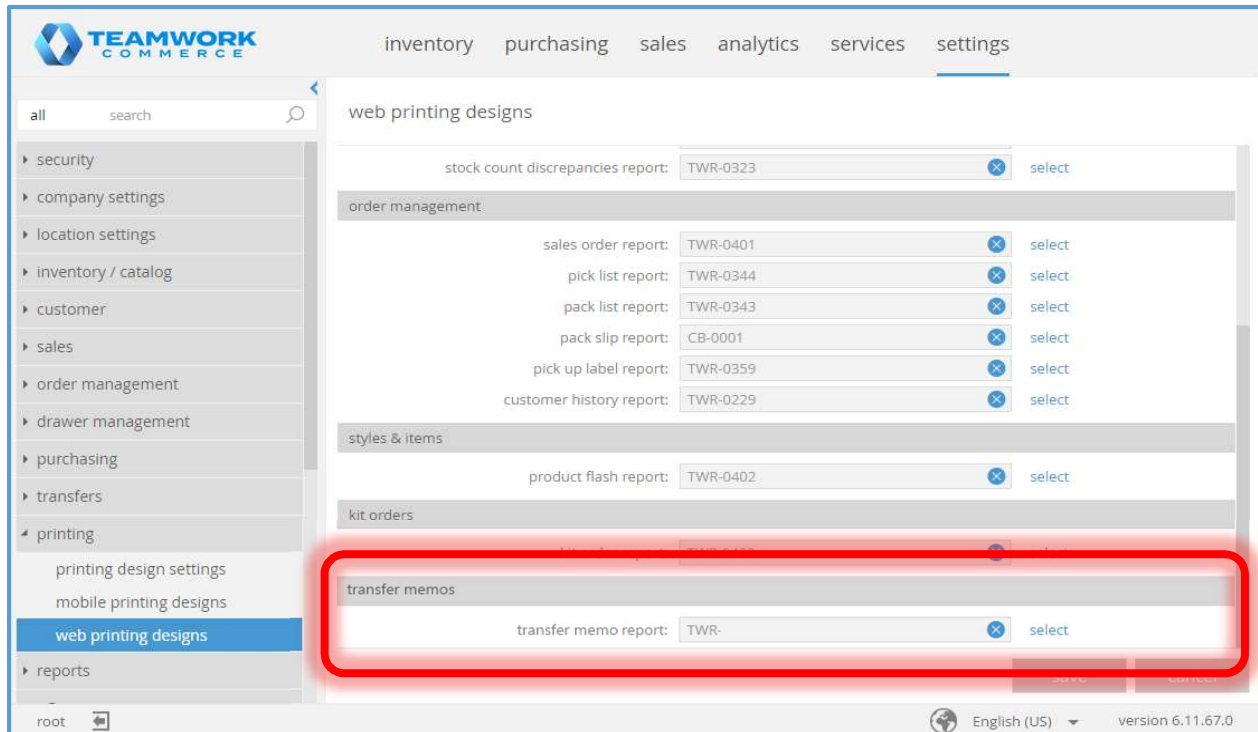 TEAMWORK
COMMERCE
inventory purchasing sales analytics services settings
all search
web printing designs
security
company settings
location settings
inventory / catalog
customer
sales
order management
drawer management
purchasing
transfers
printing
printing design settings
mobile printing designs
web printing designs
reports
stock count discrepancies report: TWR-0323 select
order management
sales order report: TWR-0401 select
pick list report: TWR-0344 select
pack list report: TWR-0343 select
pack slip report: CB-0001 select
pick up label report: TWR-0359 select
customer history report: TWR-0229 select
styles & items
product flash report: TWR-0402 select
kit orders
select
transfer memos
transfer memo report: TWR- select
save cancel
root English (US) version 6.11.67.0